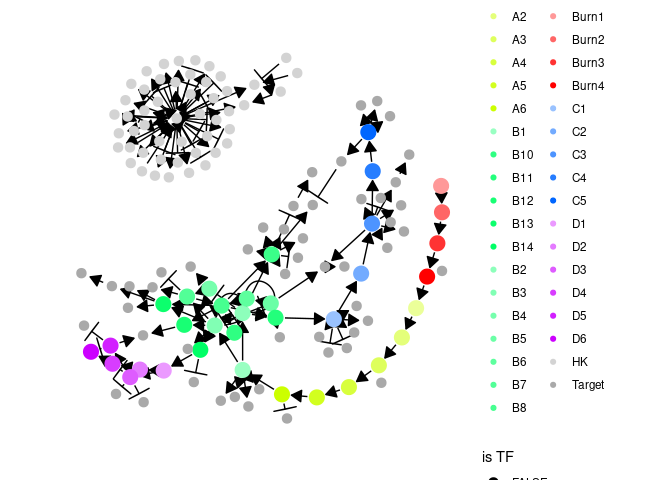 A2 Burn1
A3 Burn2
A4 Burn3
A5 Burn4
A6 C1
B1 C2
B10 C3
B11 C4
B12 C5
B13 D1
B14 D2
B2 D3
B3 D4
B4 D5
B5 D6
B6 HK
B7 Target
B8
is TF
FALSE